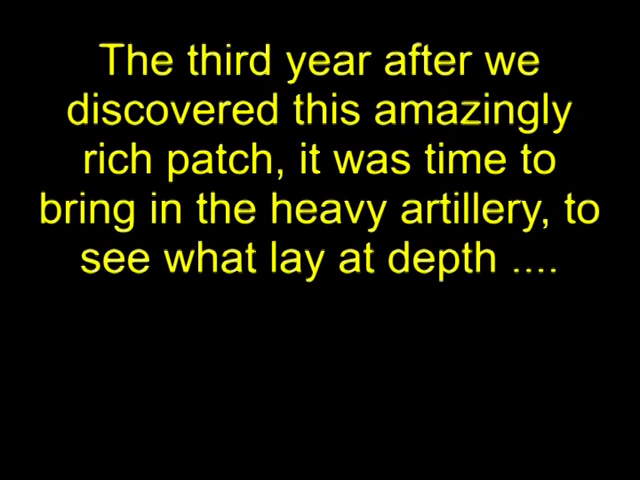 The third year after we
discovered this amazingly
rich patch, it was time to
bring in the heavy artillery, to
see what lay at depth ....